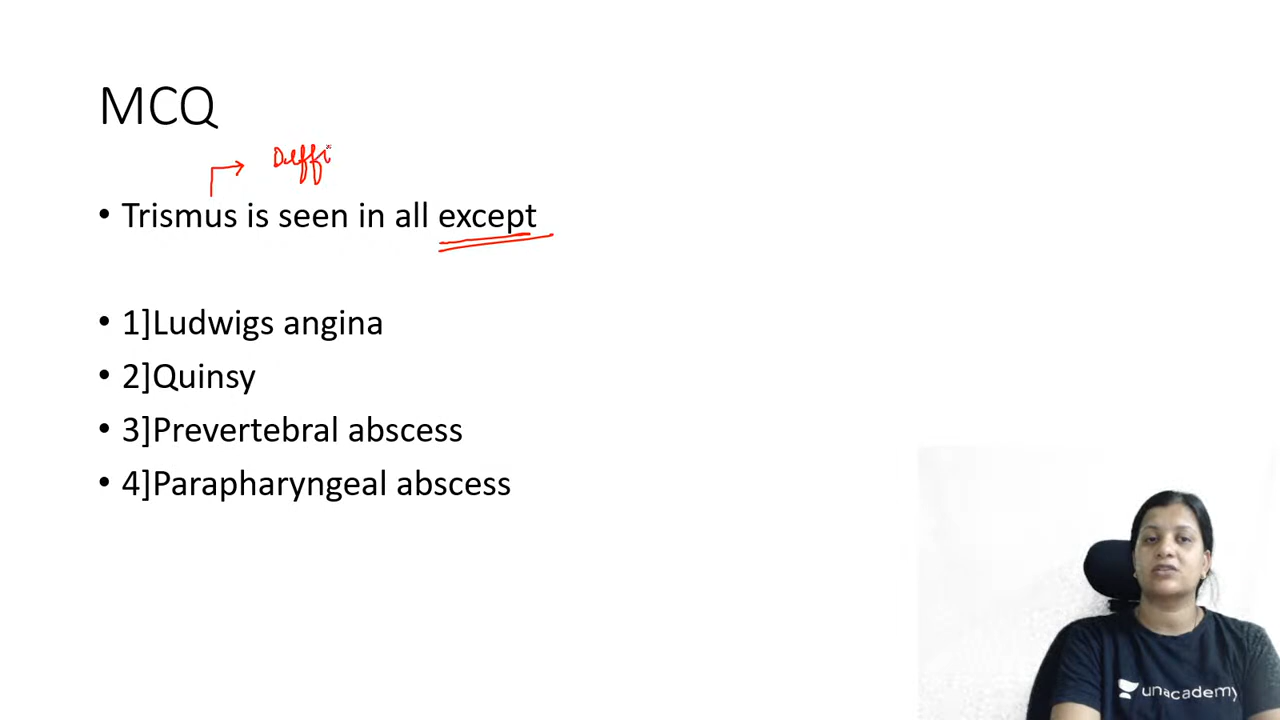 MCQ
Diffi
• Trismus is seen in all except
• 1]Ludwigs angina
• 2]Quinsy
• 3]Prevertebral abscess
• 4]Parapharyngeal abscess
unacademy